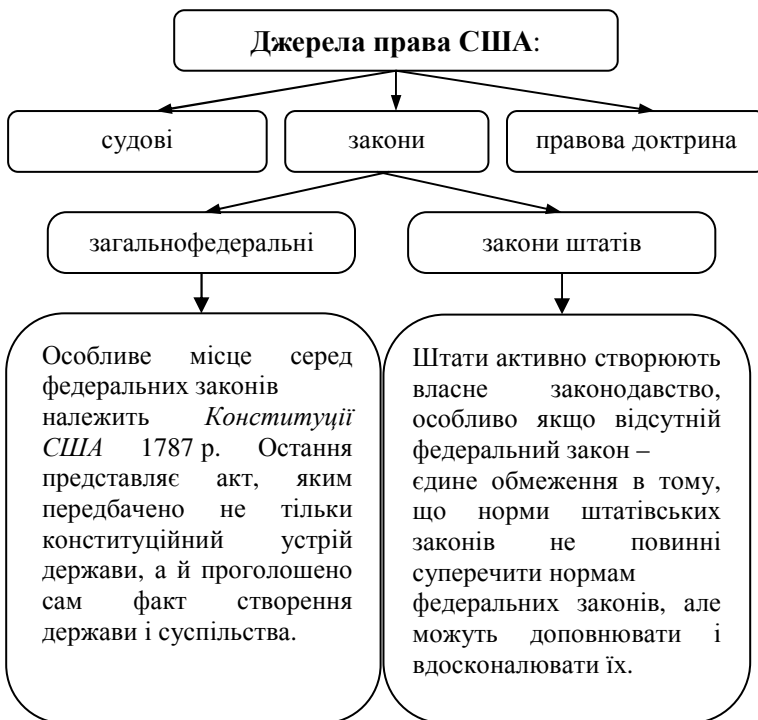 Джерела права США:
судові
закони
правова доктрина
загальнофедеральні
закони штатів
Особливе місце серед
федеральних законів
належить Конституції
США 1787 р. Остання
представляє акт, яким
передбачено не тільки
конституційний устрій
держави, а й проголошено
сам факт створення
держави і суспільства.
Штати активно створюють
власне законодавство,
особливо якщо відсутній
федеральний закон –
єдине обмеження в тому,
що норми штатівських
законів не повинні
суперечити нормам
федеральних законів, але
можуть доповнювати і
вдосконалювати їх.